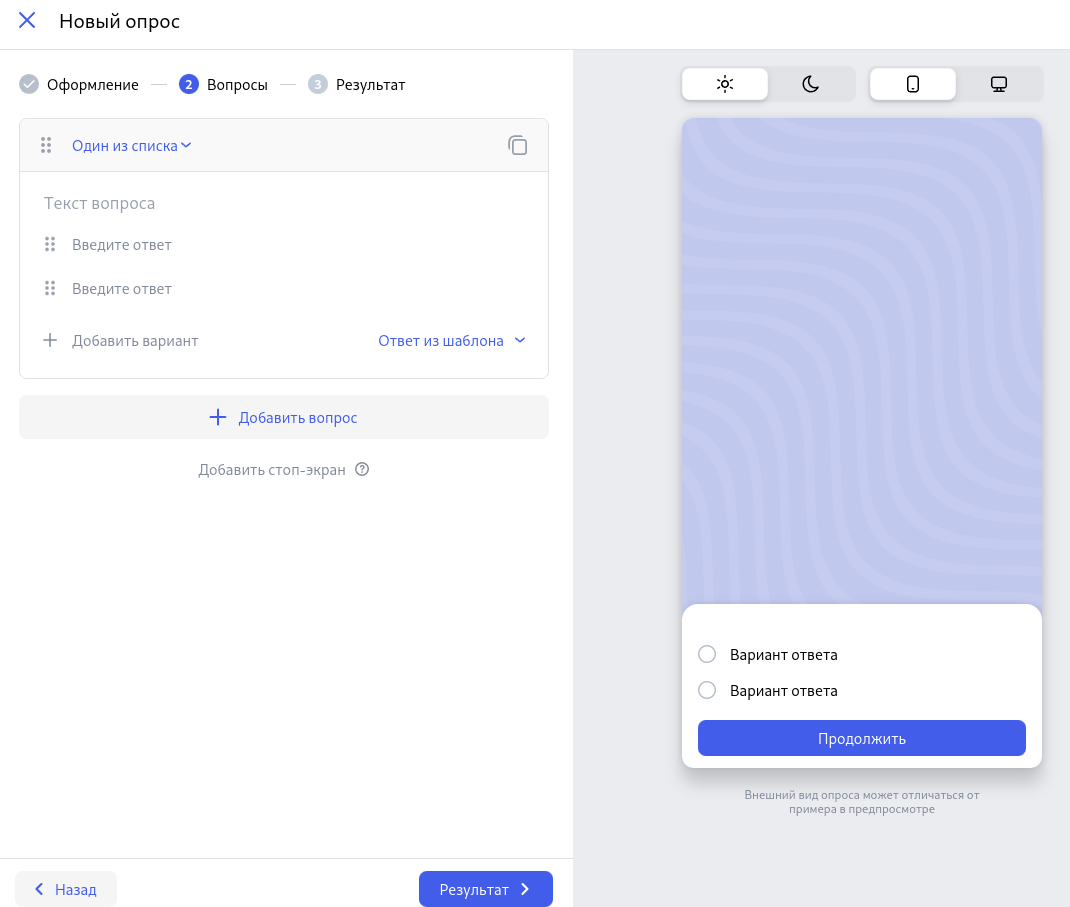 Новый опрос
Оформление
2 Вопросы
3 Результат
Один из списка
Текст вопроса
Введите ответ
Введите ответ
Добавить вариант
Ответ из шаблона
Добавить вопрос
Добавить стоп-экран ?
Вариант ответа
Вариант ответа
Продолжить
Внешний вид опроса может отличаться от
примера в предпросмотре
Назад
Результат